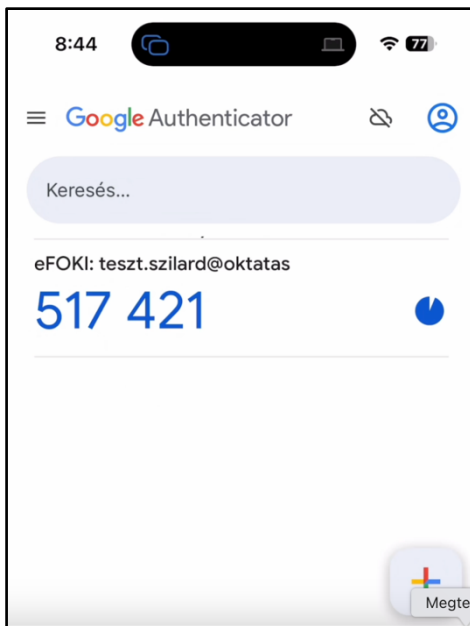 8:44
77
Google Authenticator
Keresés...
eFOKI: teszt.szilard@oktatas
517 421
Megte